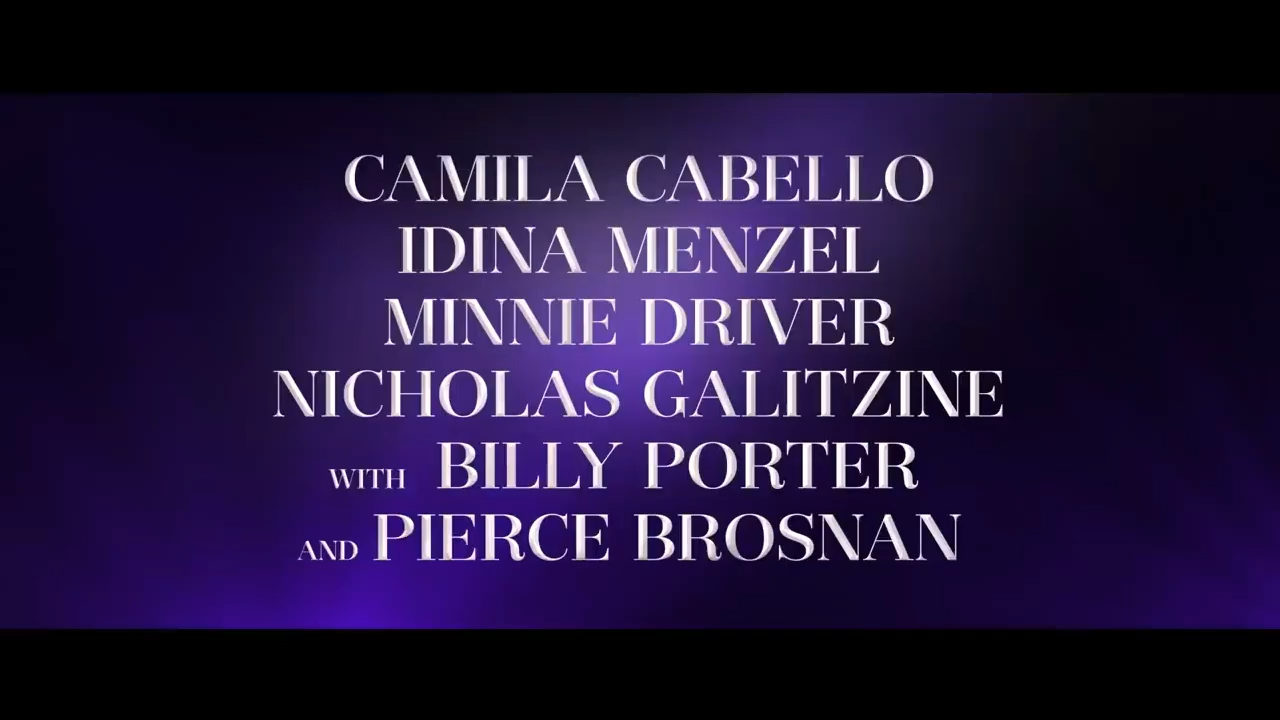 CAMILA CABELLO
IDINA MENZEL
MINNIE DRIVER
NICHOLAS GALITZINE
WITH BILLY PORTER
AND PIERCE BROSNAN